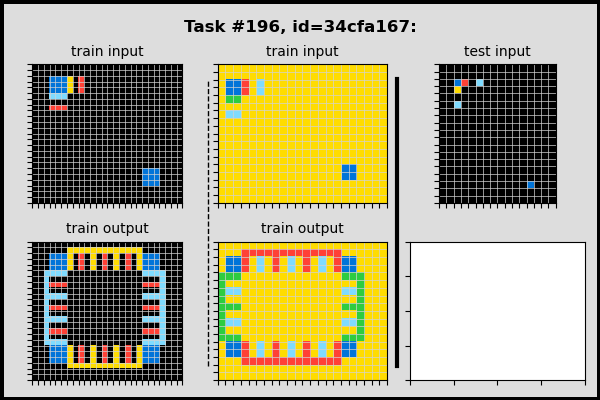 Task #196, id=34cfa167:
train input
train input
test input
train output
train output